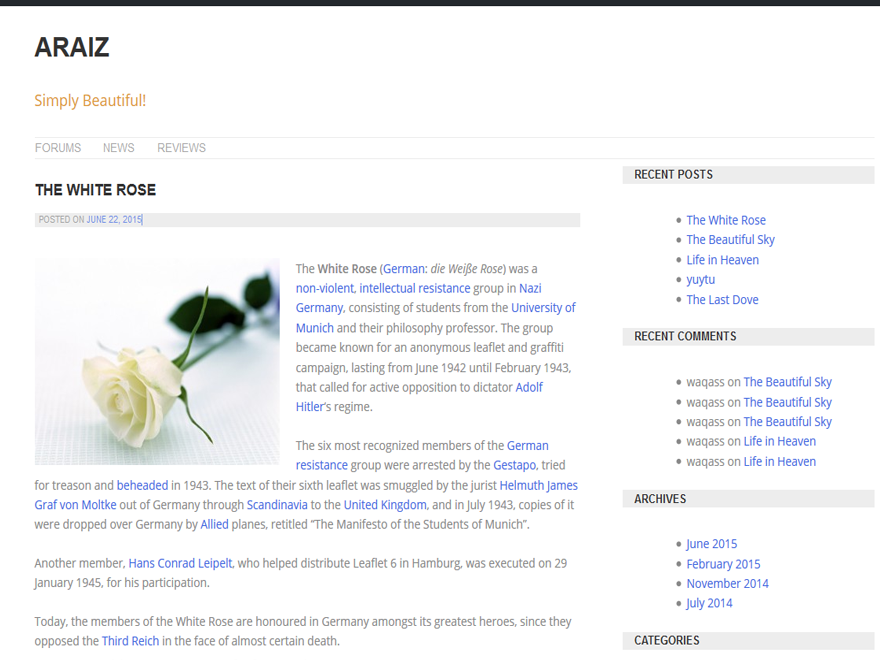 ARAIZ
Simply Beautiful!
FORUMS NEWS REVIEWS
THE WHITE ROSE
POSTED ON JUNE 22, 2015
The White Rose (German: die Weiße Rose) was a
non-violent, intellectual resistance group in Nazi
Germany, consisting of students from the University of
Munich and their philosophy professor. The group
became known for an anonymous leaflet and graffiti
campaign, lasting from June 1942 until February 1943,
that called for active opposition to dictator Adolf
Hitler's regime.
The six most recognized members of the German
resistance group were arrested by the Gestapo, tried
for treason and beheaded in 1943. The text of their sixth leaflet was smuggled by the jurist Helmuth James
Graf von Moltke out of Germany through Scandinavia to the United Kingdom, and in July 1943, copies of it
were dropped over Germany by Allied planes, retitled “The Manifesto of the Students of Munich”.
Another member, Hans Conrad Leipelt, who helped distribute Leaflet 6 in Hamburg, was executed on 29
January 1945, for his participation.
Today, the members of the White Rose are honoured in Germany amongst its greatest heroes, since they
opposed the Third Reich in the face of almost certain death.
RECENT POSTS
The White Rose
The Beautiful Sky
Life in Heaven
yuytu
The Last Dove
RECENT COMMENTS
waqass on The Beautiful Sky
waqass on The Beautiful Sky
waqass on The Beautiful Sky
waqass on Life in Heaven
waqass on Life in Heaven
ARCHIVES
June 2015
February 2015
November 2014
July 2014
CATEGORIES